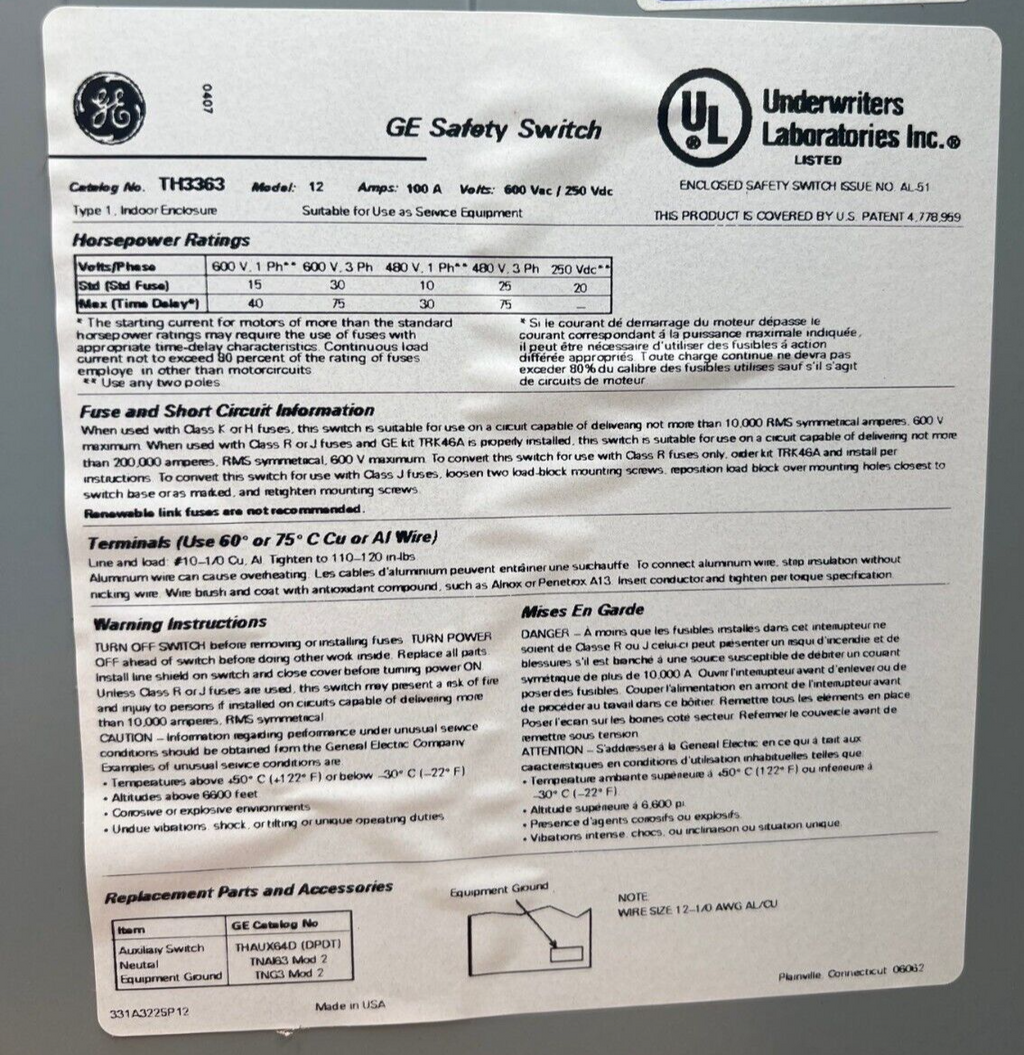 GE
0407
GE Safety Switch
UL
®
Underwriters
Laboratories Inc.®
LISTED
Catalog No. TH3363 Model: 12 Amps: 100 A Volts: 600 Vac / 250 Vdc
ENCLOSED SAFETY SWITCH ISSUE NO. AL-51
Type 1, Indoor Enclosure Suitable for Use as Service Equipment
THIS PRODUCT IS COVERED BY U.S. PATENT 4,778,959
Horsepower Ratings
Volts/Phase 600 V, 1 Ph** 600 V, 3 Ph 480 V, 1 Ph** 480 V, 3 Ph 250 Vdc**
Std (Std Fuse) 15 30 10 25 20
Max (Time Delay*) 40 75 30 75 —
* The starting current for motors of more than the standard
horsepower ratings may require the use of fuses with
appropriate time-delay characteristics. Continuous load
current not to exceed 80 percent of the rating of fuses
employe in other than motorcircuits
** Use any two poles
* Si le courant dé demarrage du moteur dépasse le
courant correspondant á la puissance maximale indiquée,
il peut être nécessaire d'utiliser des fusibles á action
différée appropriés. Toute charge continue ne devra pas
exceder 80% du calibre des fusibles utilises sauf s'il s'agit
de circuits de moteur
Fuse and Short Circuit Information
When used with Class K or H fuses, this switch is suitable for use on a circuit capable of delivering not more than 10,000 RMS symmetrical amperes, 600 V
maximum. When used with Class R or J fuses and GE kit TRK46A is properly installed, this switch is suitable for use on a circuit capable of delivering not more
than 200,000 amperes, RMS symmetrical, 600 V maximum. To convert this switch for use with Class R fuses only, order kit TRK46A and install per
instructions. To convert this switch for use with Class J fuses, loosen two load-block mounting screws, reposition load block over mounting holes closest to
switch base or as marked, and retighten mounting screws.
Renewable link fuses are not recommended.
Terminals (Use 60° or 75° C Cu or Al Wire)
Line and load: #10–1/0 Cu, Al. Tighten to 110–120 in-lbs
Aluminum wire can cause overheating. Les cables d'alumnium peuvent entràiner une suchauffe. To connect aluminum wire, stop insulation without
nicking wire. Wire brush and coat with antioxidant compound, such as Alnox or Penetrox A13. Insert conductor and tighten per torque specification.
Warning Instructions
TURN OFF SWITCH before removing or installing fuses. TURN POWER
OFF ahead of switch before doing other work inside. Replace all parts.
Install line shield on switch and close cover before turning power ON
Unless Class R or J fuses are used, this switch may present a risk of fire
and injury to persons if installed on circuits capable of delivering more
than 10,000 amperes, RMS symmetrical
CAUTION – Information regarding performance under unusual service
conditions should be obtained from the General Electric Company
Examples of unusual service conditions are
• Temperatures above +50° C (+122° F) or below –30° C (–22° F)
• Altitudes above 6600 feet
• Corrosive or explosive environments
• Undue vibrations, shock, or tilting or unique operating duties
Mises En Garde
DANGER – A moins que les fusibles installes dans cet interrupteur ne
soient de Classe R ou J celui-ci peut présenter un risqui d'incendie et de
blessures s'il est branché á une source susceptible de débiter un courant
symétrique de plus de 10,000 A. Ouvrir l'interrupteur avant d'enlever ou de
poser des fusibles. Couper l'alimentation en amont de l'interrupteur avant
de procéder au travail dans ce bôitier. Remettre tous les elements en place
Poser l'ecran sur les bornes coté secteur. Refermer le couvercle avant de
remettre sous tension.
ATTENTION – S'addresser á la General Electric en ce qui á trait aux
caracteristiques en conditions d'utilisation inhabituelles telles que:
• Temperature ambiante supérieure á +50° C (122° F) ou inferieure á
–30° C (–22° F)
• Altitude supérieure á 6,600 pi.
• Presence d'agents corrosifs ou explosifs.
• Vibrations intense, chocs, ou inclinaison ou situation unique.
Replacement Parts and Accessories
Item GE Catalog No
Auxiliary Switch THAUX64D (DPDT)
Neutral TNAI63 Mod 2
Equipment Ground TNG3 Mod 2
Equipment Ground
NOTE:
WIRE SIZE 12–1/0 AWG AL/CU
Plainville, Connecticut 06062
331A3225P12
Made in USA